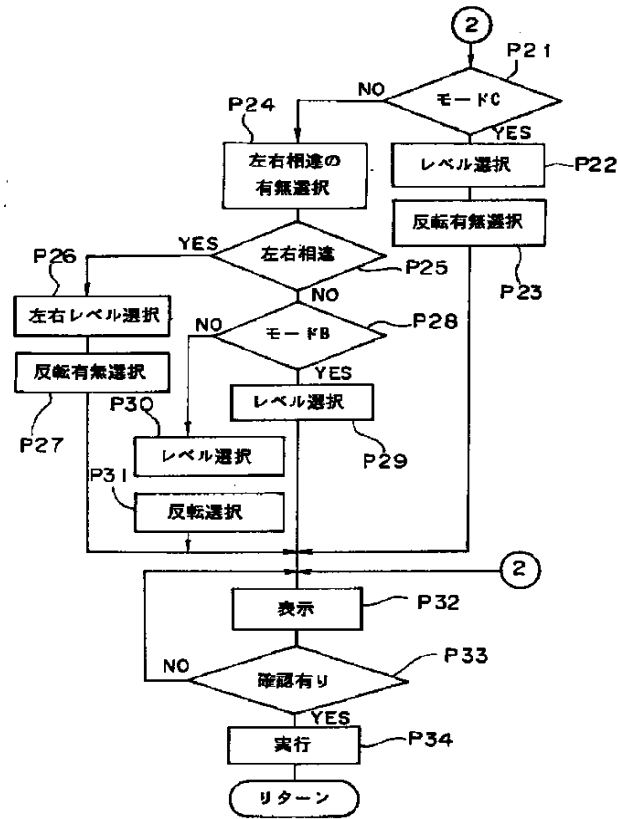 2
P21
モードC
NO
YES
P24
左右相違の
有無選択
レベル選択
P22
反転有無選択
P23
YES
左右相違
P25
NO
P26
左右レベル選択
反転有無選択
P27
NO
モードB
P28
YES
レベル選択
P29
P30
レベル選択
P31
反転選択
2
表示
P32
NO
確認有り
P33
YES
実行
P34
リターン